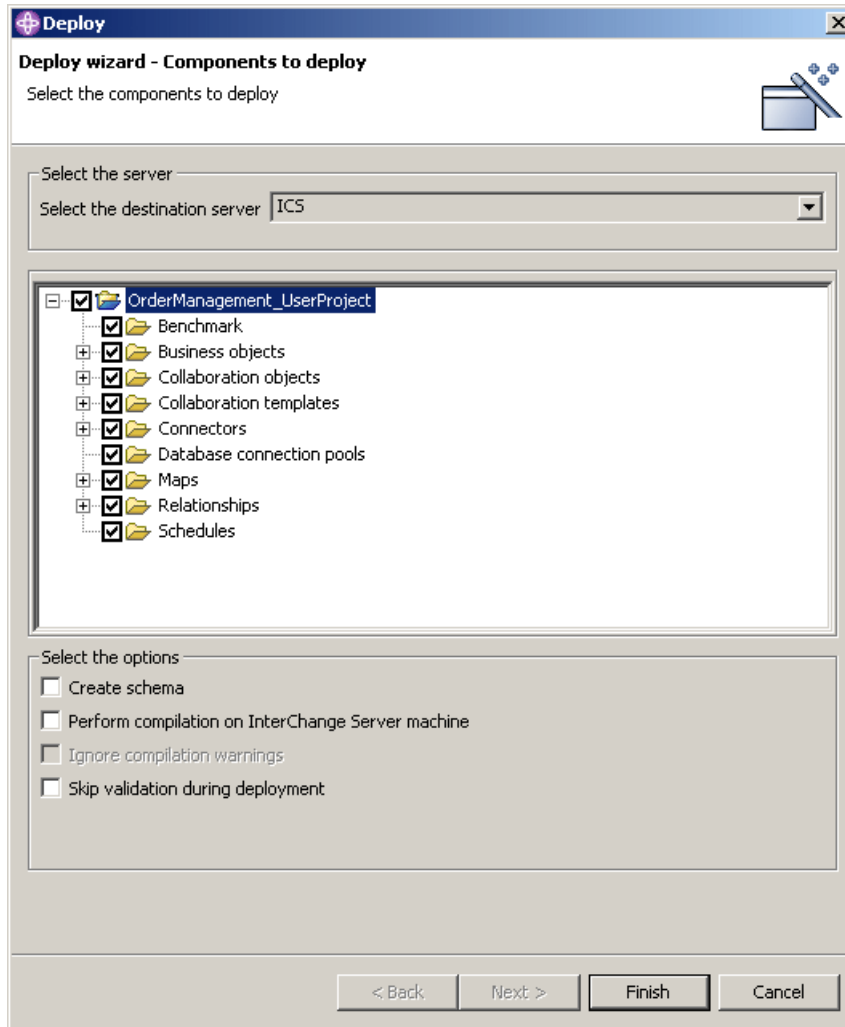 Deploy
Deploy wizard - Components to deploy
Select the components to deploy
Select the server
Select the destination server ICS
OrderManagement_UserProject
Benchmark
Business objects
Collaboration objects
Collaboration templates
Connectors
Database connection pools
Maps
Relationships
Schedules
Select the options
Create schema
Perform compilation on InterChange Server machine
Ignore compilation warnings
Skip validation during deployment
< Back Next > Finish Cancel